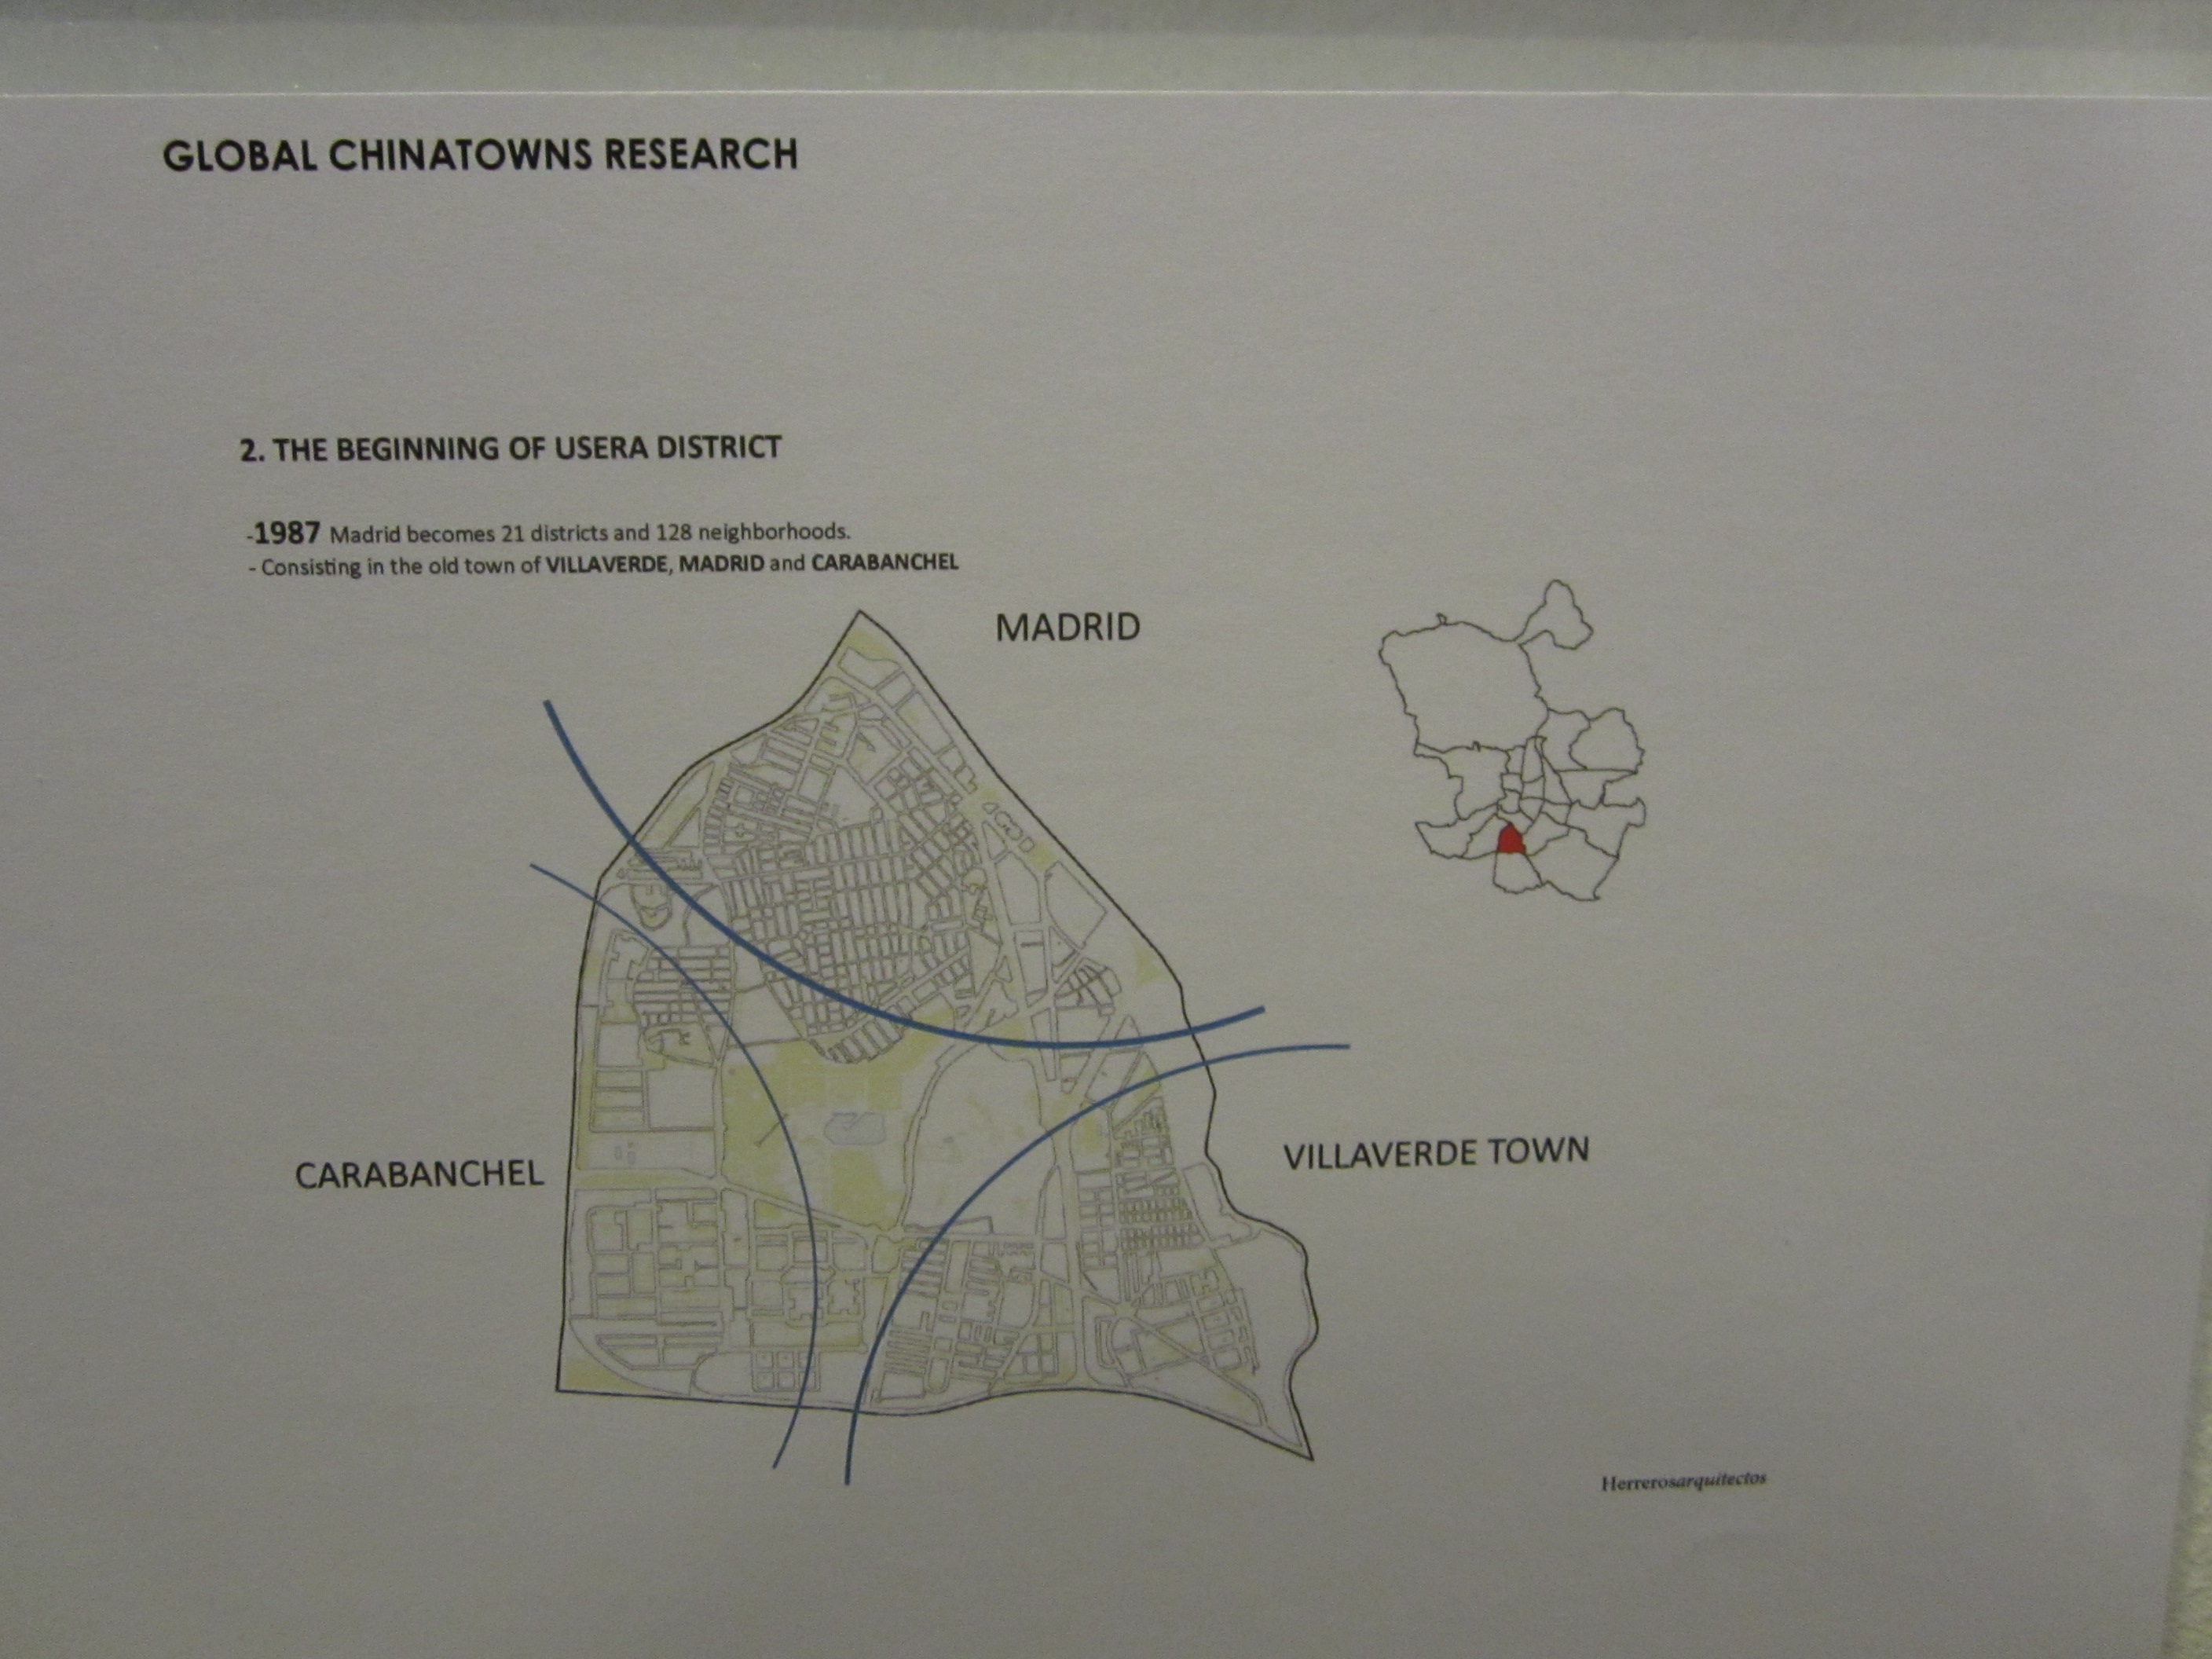 GLOBAL CHINATOWNS RESEARCH
2. THE BEGINNING OF USERA DISTRICT
-1987 Madrid becomes 21 districts and 128 neighborhoods.
- Consisting in the old town of VILLAVERDE, MADRID and CARABANCHEL
MADRID
CARABANCHEL
VILLAVERDE TOWN
Herrerosarquitectos